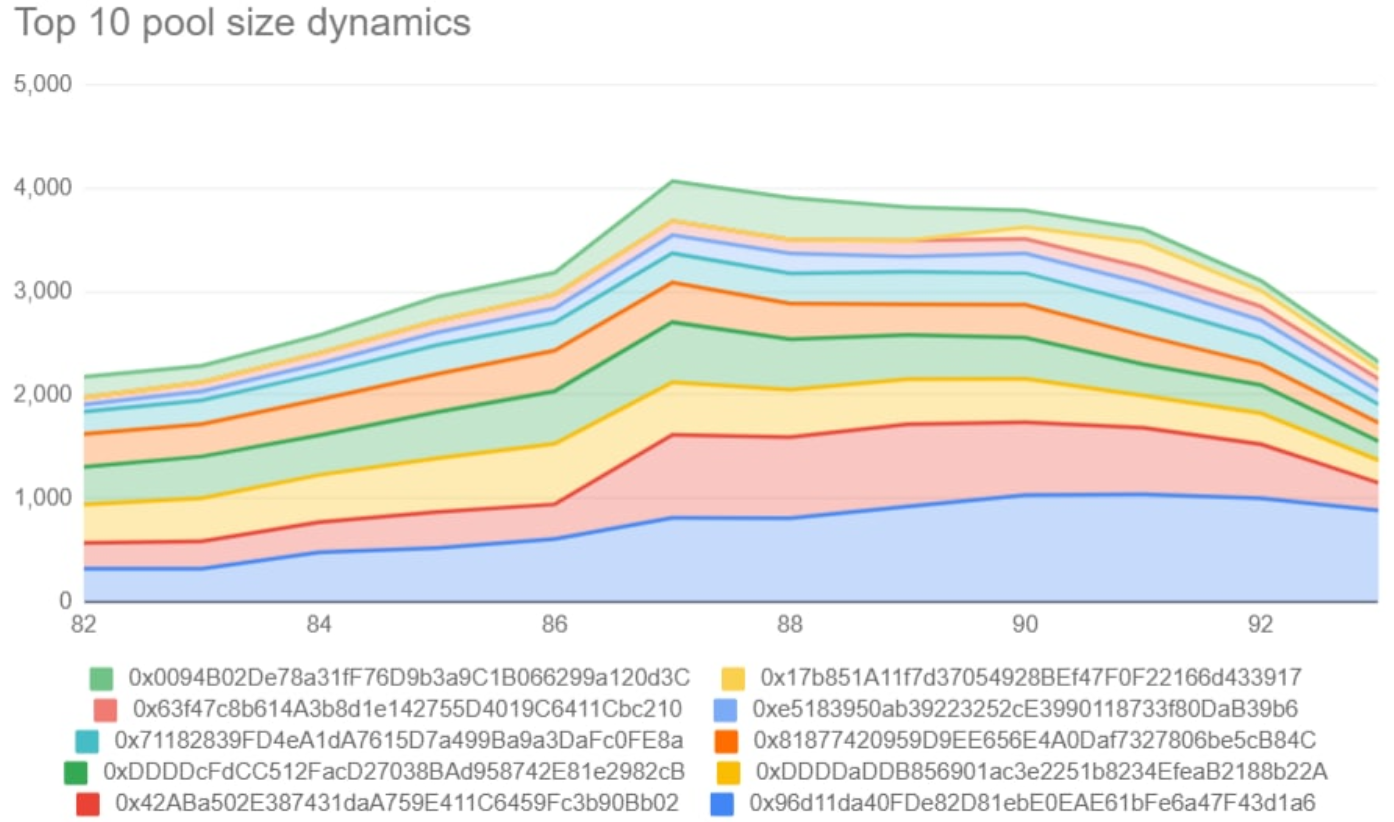 Top 10 pool size dynamics
5,000
4,000
3,000
2,000
1,000
0
82 84 86 88 90 92
0x0094B02De78a31fF76D9b3a9C1B066299a120d3C 0x17b851A11f7d37054928BEf47F0F22166d433917
0x63f47c8b614A3b8d1e142755D4019C6411Cbc210 0xe5183950ab39223252cE3990118733f80DaB39b6
0x71182839FD4eA1dA7615D7a499Ba9a3DaFc0FE8a 0x81877420959D9EE656E4A0Daf7327806be5cB84C
0xDDDDcFdCC512FacD27038BAd958742E81e2982cB 0xDDDDaDDB856901ac3e2251b8234EfeaB2188b22A
0x42ABa502E387431daA759E411C6459Fc3b90Bb02 0x96d11da40FDe82D81ebE0EAE61bFe6a47F43d1a6